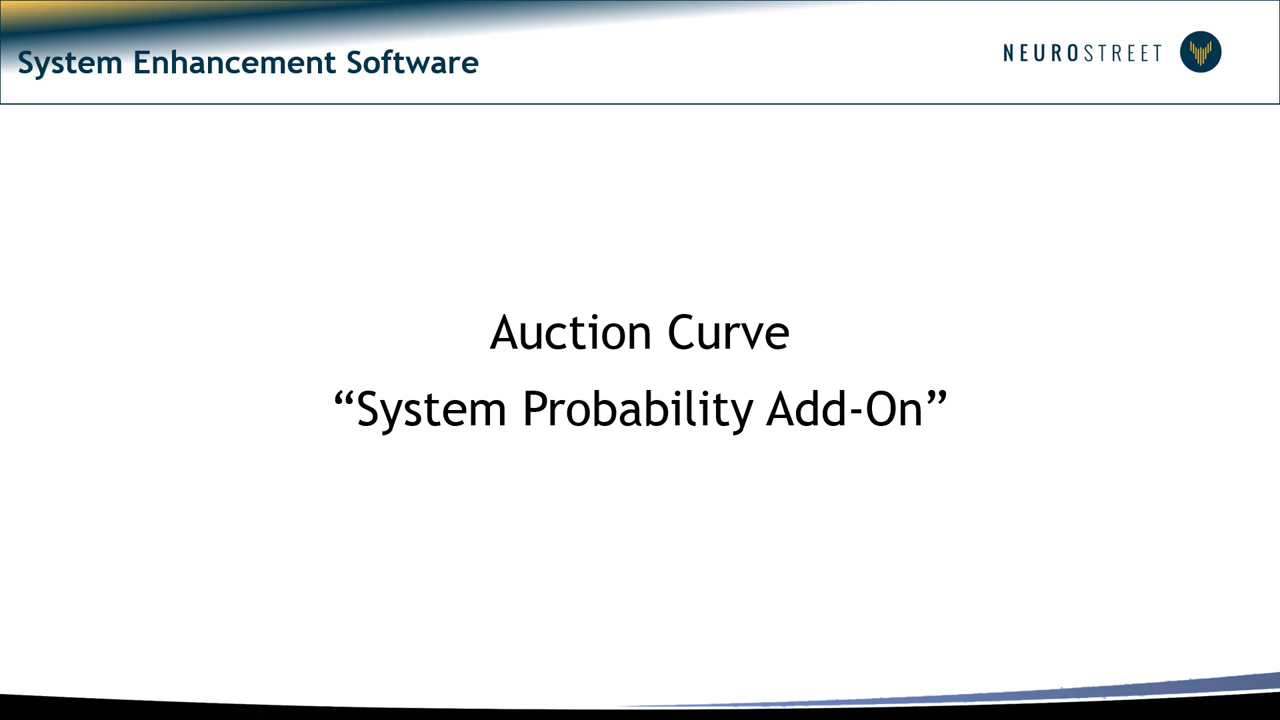 System Enhancement Software
NEUROSTREET
Auction Curve
“System Probability Add-On”